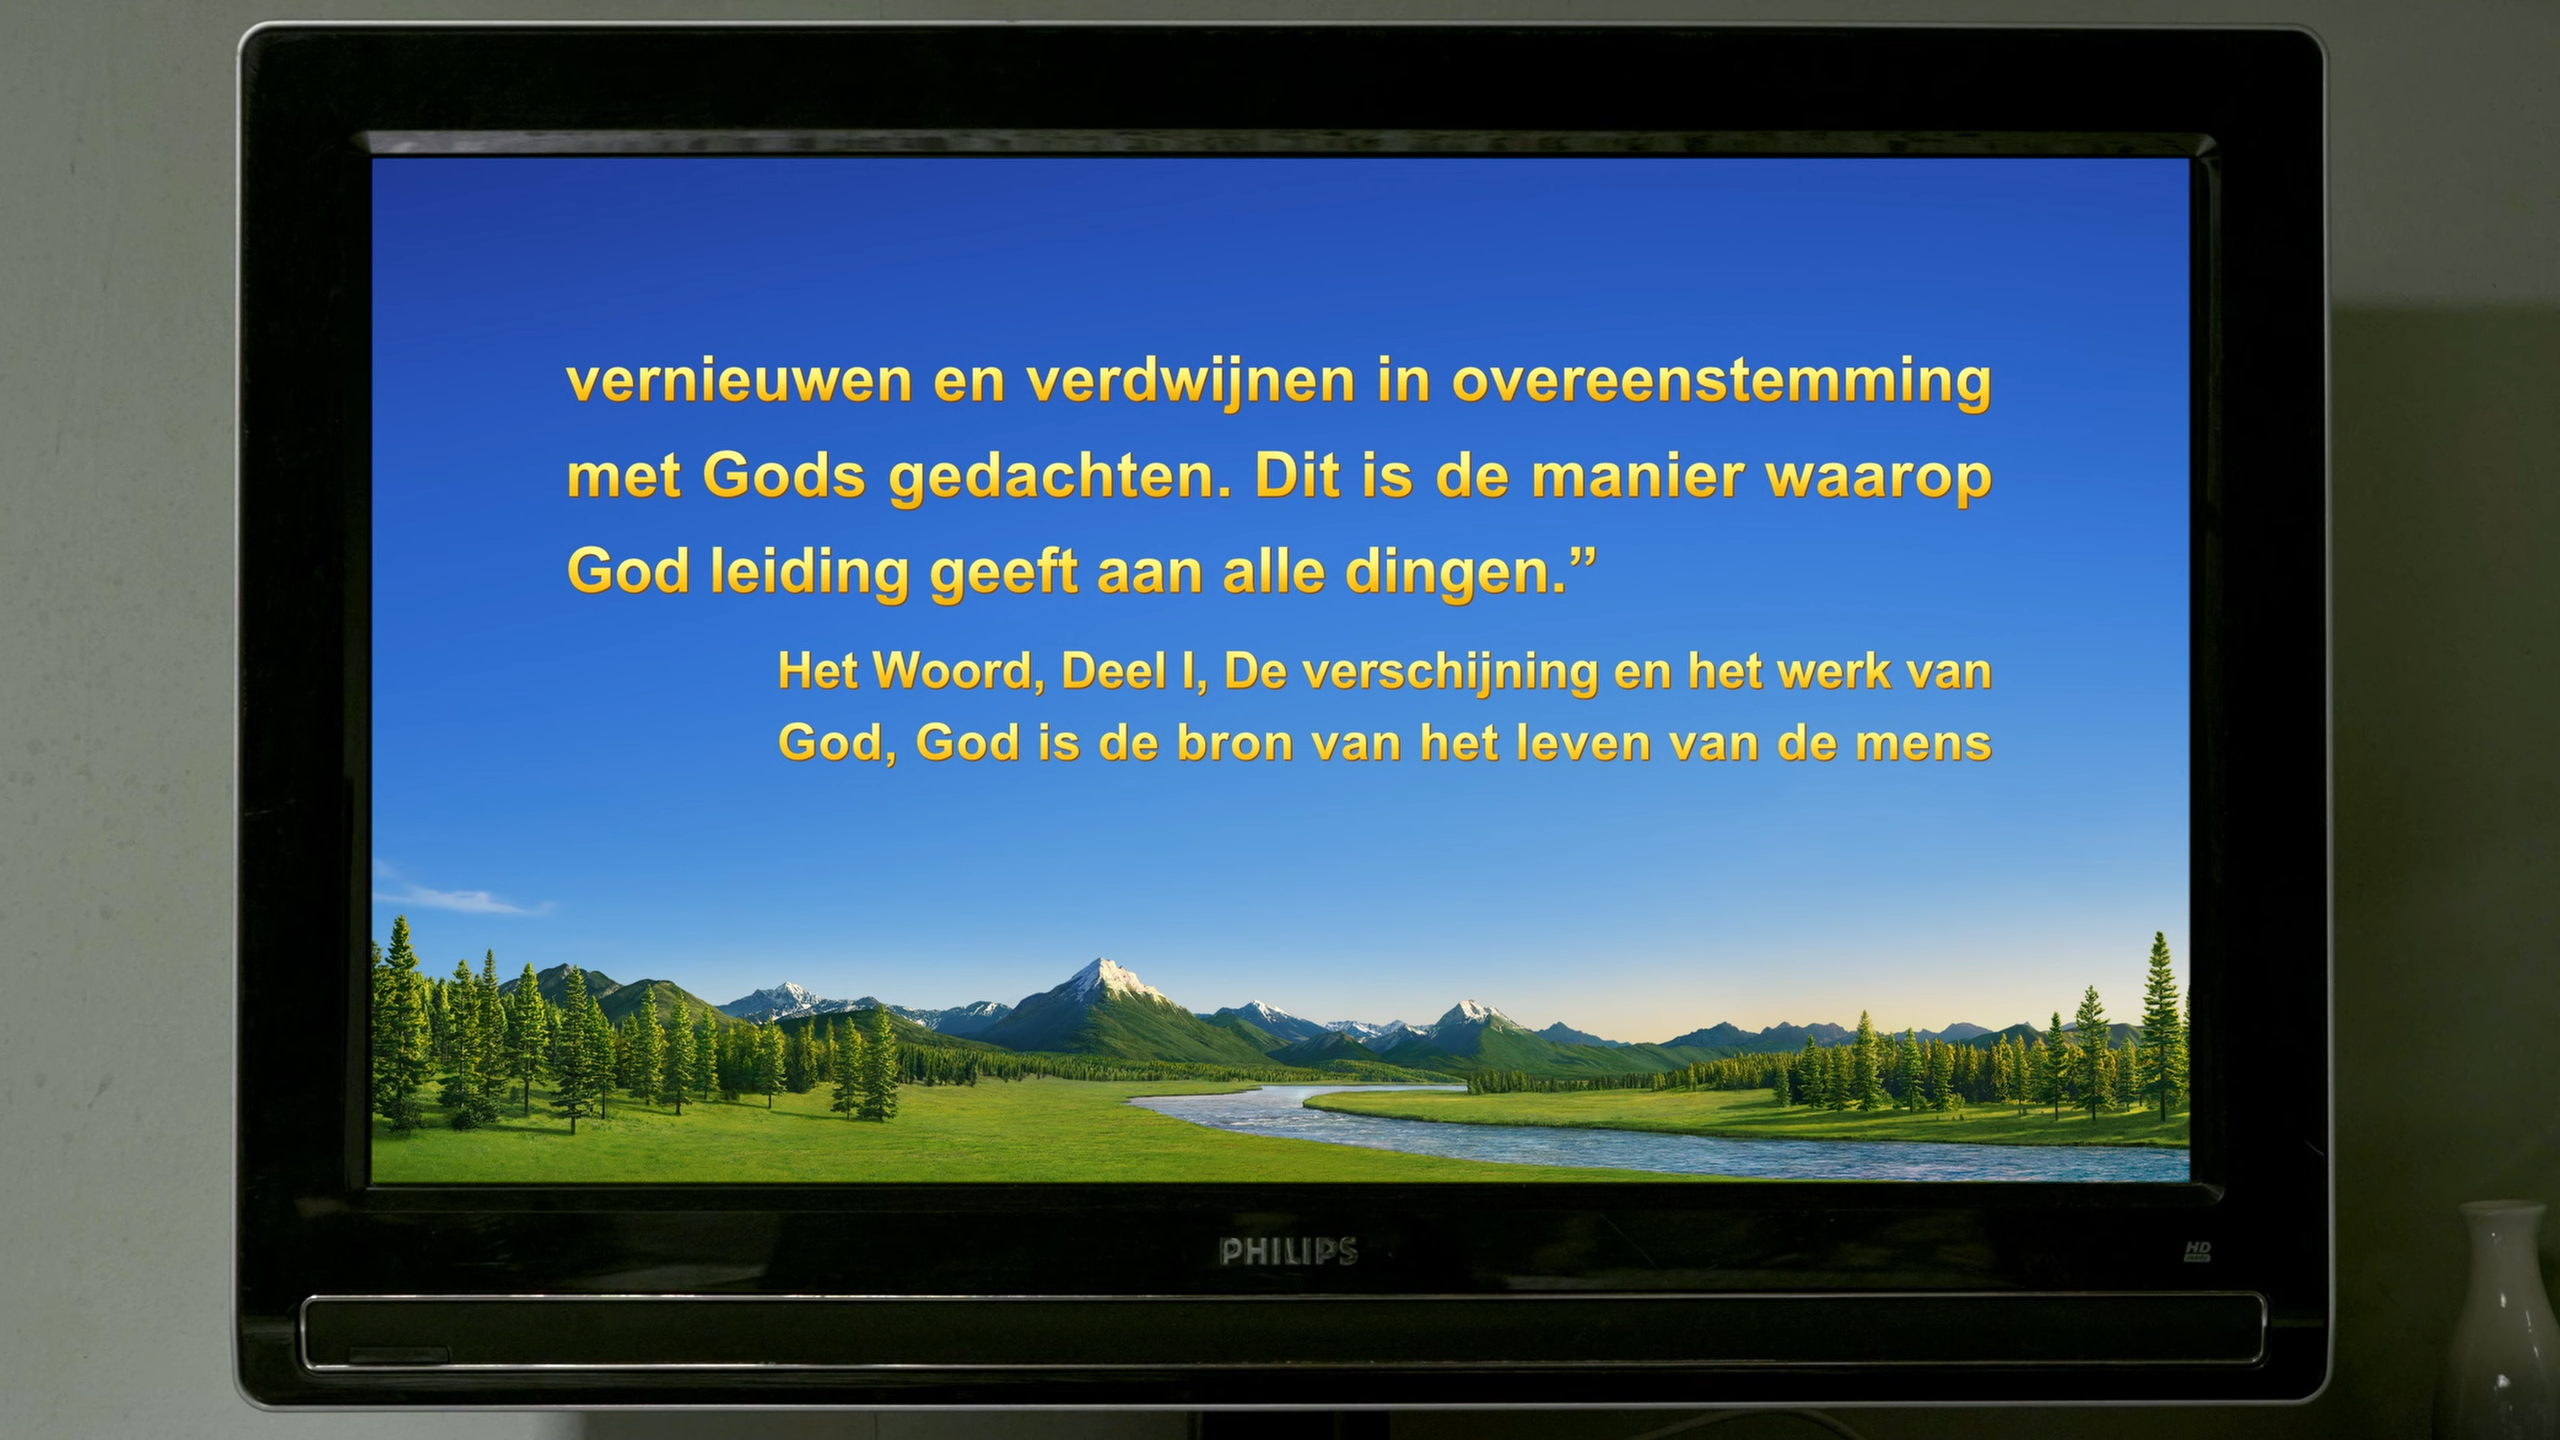 vernieuwen en verdwijnen in overeenstemming
met Gods gedachten. Dit is de manier waarop
God leiding geeft aan alle dingen.”
Het Woord, Deel I, De verschijning en het werk van
God, God is de bron van het leven van de mens
PHILIPS
HD